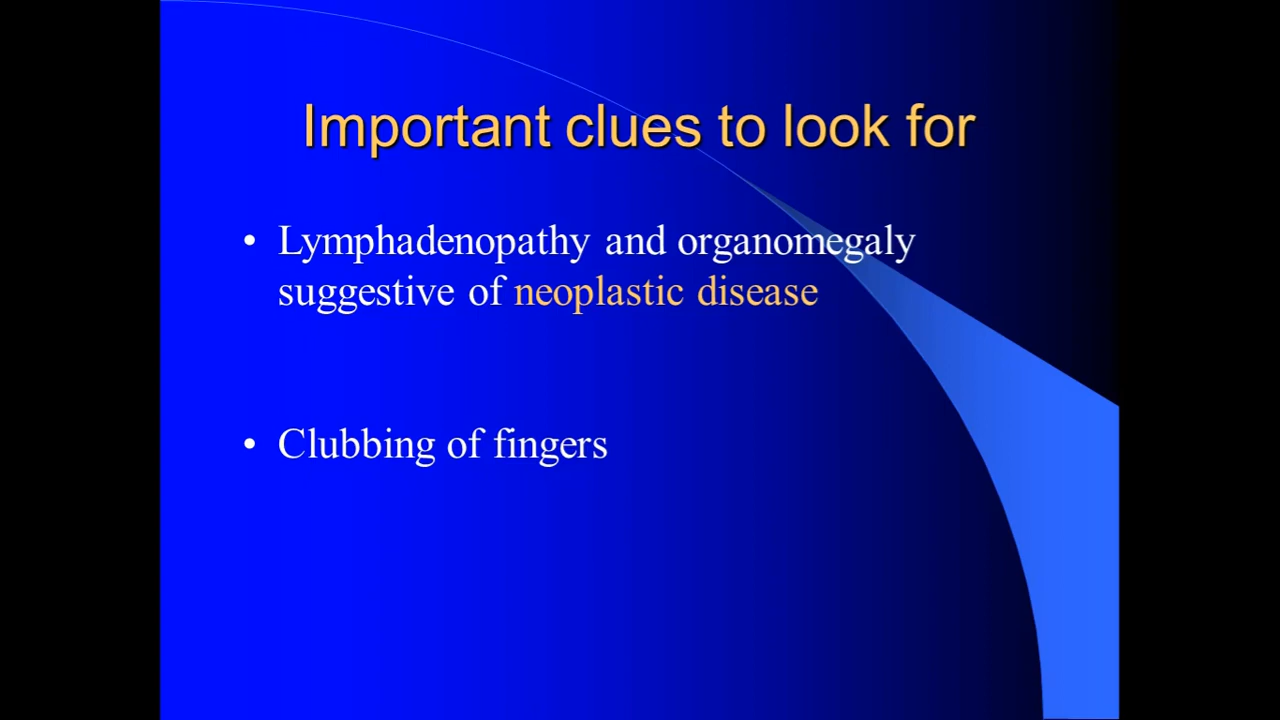 Important clues to look for
• Lymphadenopathy and organomegaly
suggestive of neoplastic disease
• Clubbing of fingers